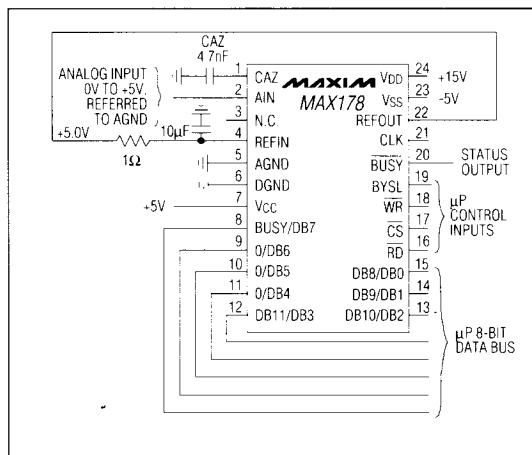 CAZ
4.7nF
ANALOG INPUT
0V TO +5V,
REFERRED
TO AGND
+5.0V
10µF
1Ω
+5V
MAXIM
MAX178
1 CAZ
2 AIN
3 N.C.
4 REFIN
5 AGND
6 DGND
7 VCC
8 BUSY/DB7
9 0/DB6
10 0/DB5
11 0/DB4
12 DB11/DB3
VDD 24 +15V
VSS 23 -5V
REFOUT 22
CLK 21
BUSY 20 STATUS
OUTPUT
BYSL 19
WR 18
CS 17
RD 16
µP
CONTROL
INPUTS
DB8/DB0 15
DB9/DB1 14
DB10/DB2 13
µP 8-BIT
DATA BUS